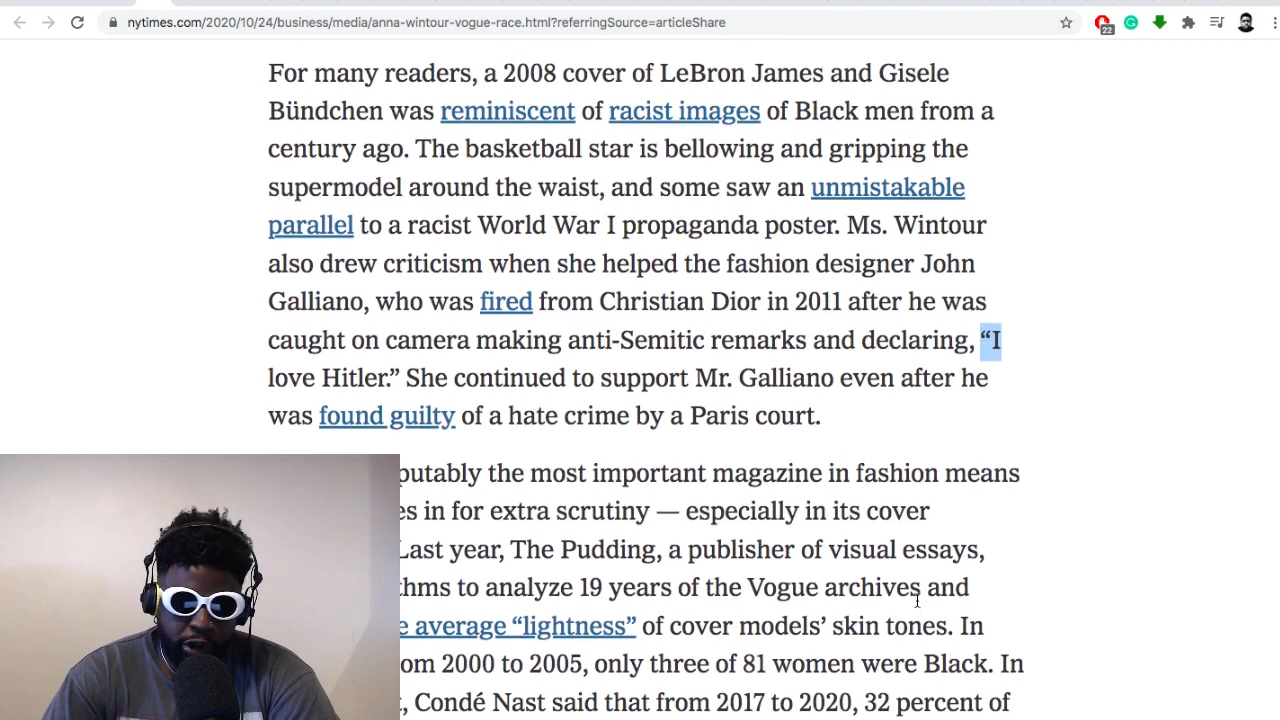 nytimes.com/2020/10/24/business/media/anna-wintour-vogue-race.html?referringSource=articleShare
22
For many readers, a 2008 cover of LeBron James and Gisele
Bündchen was reminiscent of racist images of Black men from a
century ago. The basketball star is bellowing and gripping the
supermodel around the waist, and some saw an unmistakable
parallel to a racist World War I propaganda poster. Ms. Wintour
also drew criticism when she helped the fashion designer John
Galliano, who was fired from Christian Dior in 2011 after he was
caught on camera making anti-Semitic remarks and declaring, “I
love Hitler.” She continued to support Mr. Galliano even after he
was found guilty of a hate crime by a Paris court.
putably the most important magazine in fashion means
es in for extra scrutiny — especially in its cover
Last year, The Pudding, a publisher of visual essays,
thms to analyze 19 years of the Vogue archives and
e average “lightness” of cover models’ skin tones. In
om 2000 to 2005, only three of 81 women were Black. In
, Condé Nast said that from 2017 to 2020, 32 percent of